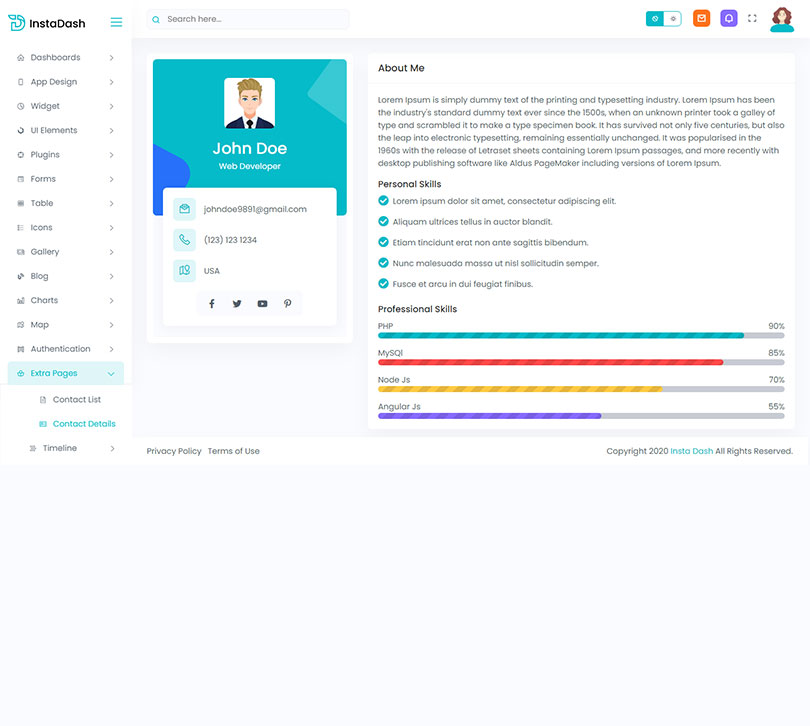 InstaDash
Search here...
Dashboards
App Design
Widget
UI Elements
Plugins
Forms
Table
Icons
Gallery
Blog
Charts
Map
Authentication
Extra Pages
Contact List
Contact Details
Timeline
John Doe
Web Developer
johndoe9891@gmail.com
(123) 123 1234
USA
About Me
Lorem Ipsum is simply dummy text of the printing and typesetting industry. Lorem Ipsum has been
the industry's standard dummy text ever since the 1500s, when an unknown printer took a galley of
type and scrambled it to make a type specimen book. It has survived not only five centuries, but also
the leap into electronic typesetting, remaining essentially unchanged. It was popularised in the
1960s with the release of Letraset sheets containing Lorem Ipsum passages, and more recently with
desktop publishing software like Aldus PageMaker including versions of Lorem Ipsum.
Personal Skills
Lorem ipsum dolor sit amet, consectetur adipiscing elit.
Aliquam ultrices tellus in auctor blandit.
Etiam tincidunt erat non ante sagittis bibendum.
Nunc malesuada massa ut nisl sollicitudin semper.
Fusce et arcu in dui feugiat finibus.
Professional Skills
PHP 90%
MySQl 85%
Node Js 70%
Angular Js 55%
Privacy Policy Terms of Use
Copyright 2020 Insta Dash All Rights Reserved.